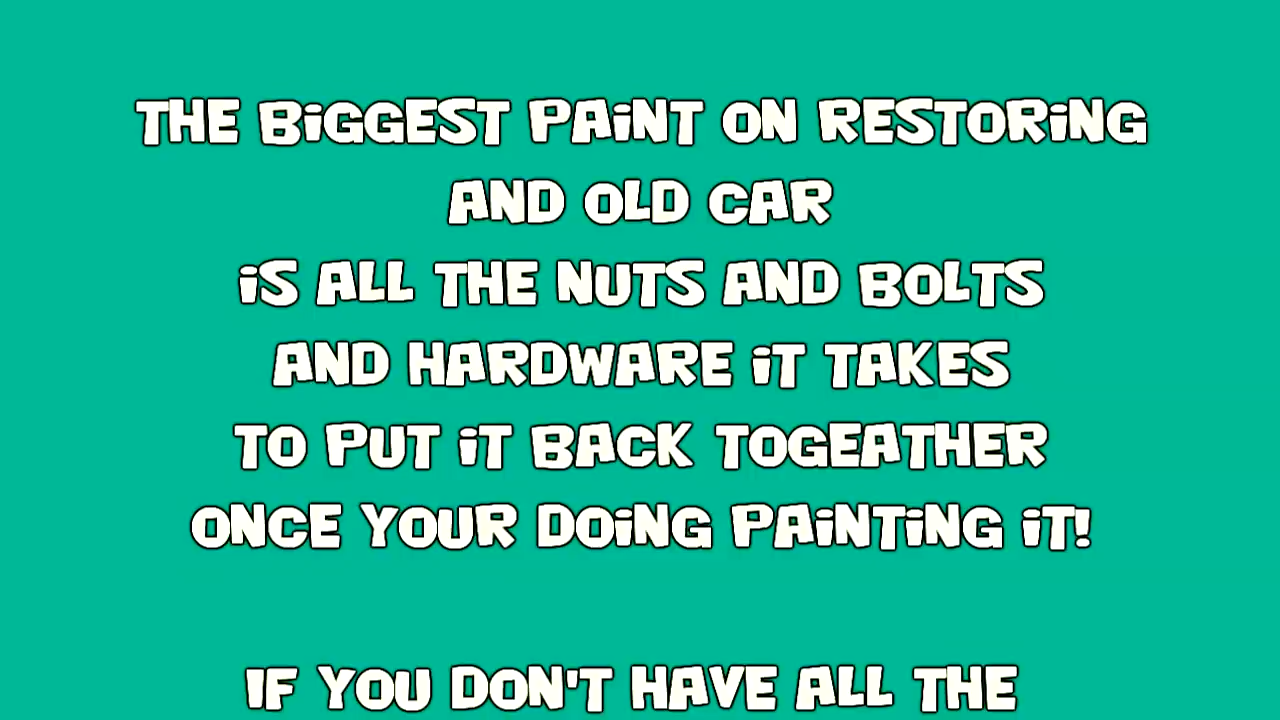 THE BiGGEST PAiNT ON RESTORiNG
AND OLD CAR
iS ALL THE NUTS AND BOLTS
AND HARDWARE iT TAKES
TO PUT iT BACK TOGEATHER
ONCE YOUR DOiNG PAiNTiNG iT!
IF YOU DON'T HAVE ALL THE